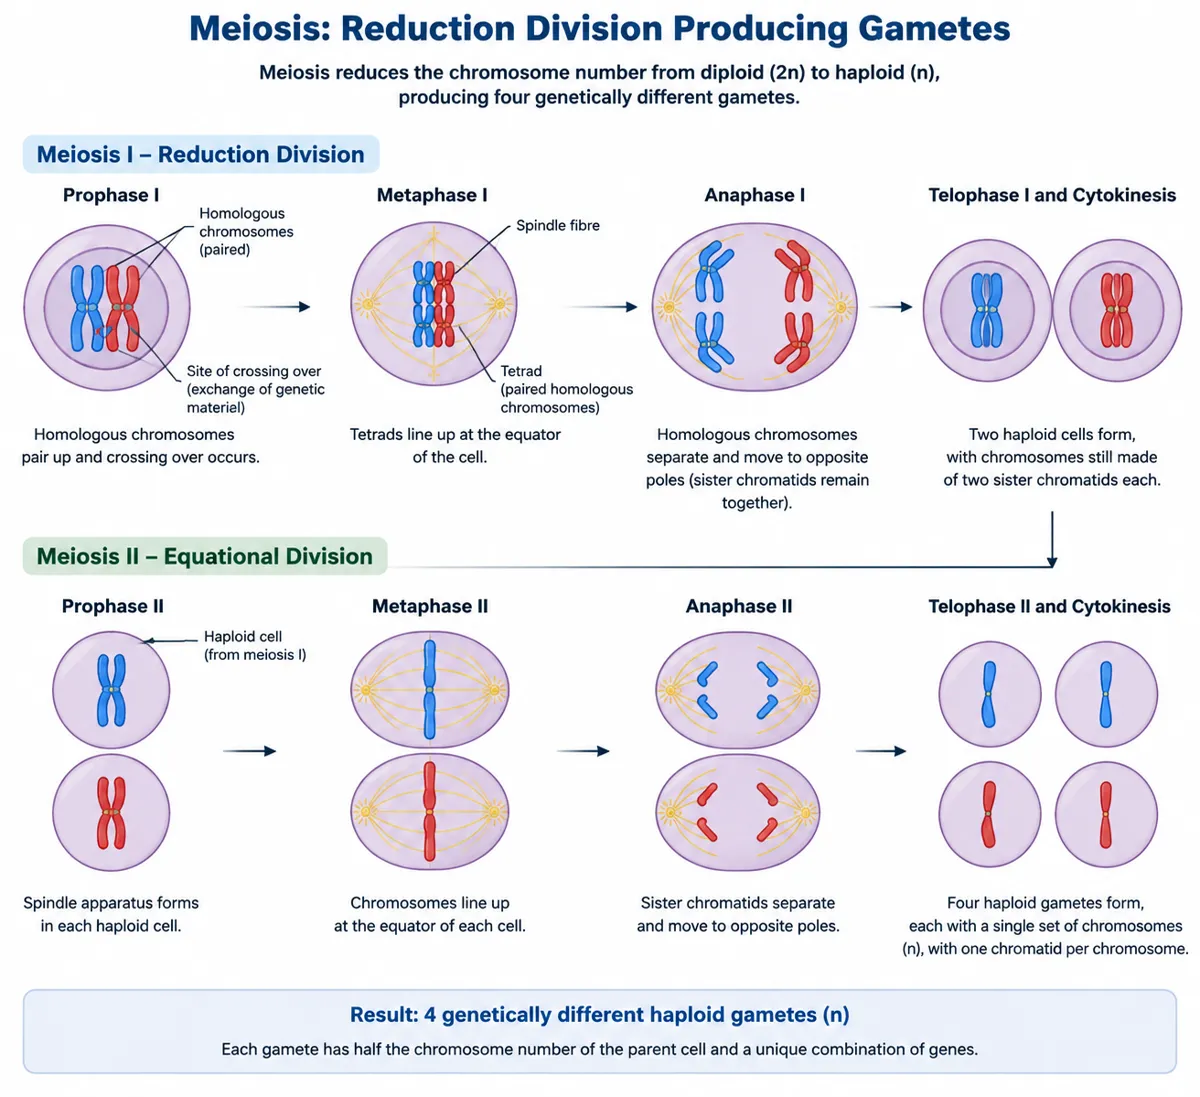 Meiosis: Reduction Division Producing Gametes
Meiosis reduces the chromosome number from diploid (2n) to haploid (n),
producing four genetically different gametes.
Meiosis I – Reduction Division
Prophase I
Homologous
chromosomes
(paired)
Site of crossing over
(exchange of genetic
material)
Homologous chromosomes
pair up and crossing over occurs.
Metaphase I
Spindle fibre
Tetrad
(paired homologous
chromosomes)
Tetrads line up at the equator
of the cell.
Anaphase I
Homologous chromosomes
separate and move to opposite
poles (sister chromatids remain
together).
Telophase I and Cytokinesis
Two haploid cells form,
with chromosomes still made
of two sister chromatids each.
Meiosis II – Equational Division
Prophase II
Haploid cell
(from meiosis I)
Spindle apparatus forms
in each haploid cell.
Metaphase II
Chromosomes line up
at the equator of each cell.
Anaphase II
Sister chromatids separate
and move to opposite poles.
Telophase II and Cytokinesis
Four haploid gametes form,
each with a single set of chromosomes
(n), with one chromatid per chromosome.
Result: 4 genetically different haploid gametes (n)
Each gamete has half the chromosome number of the parent cell and a unique combination of genes.